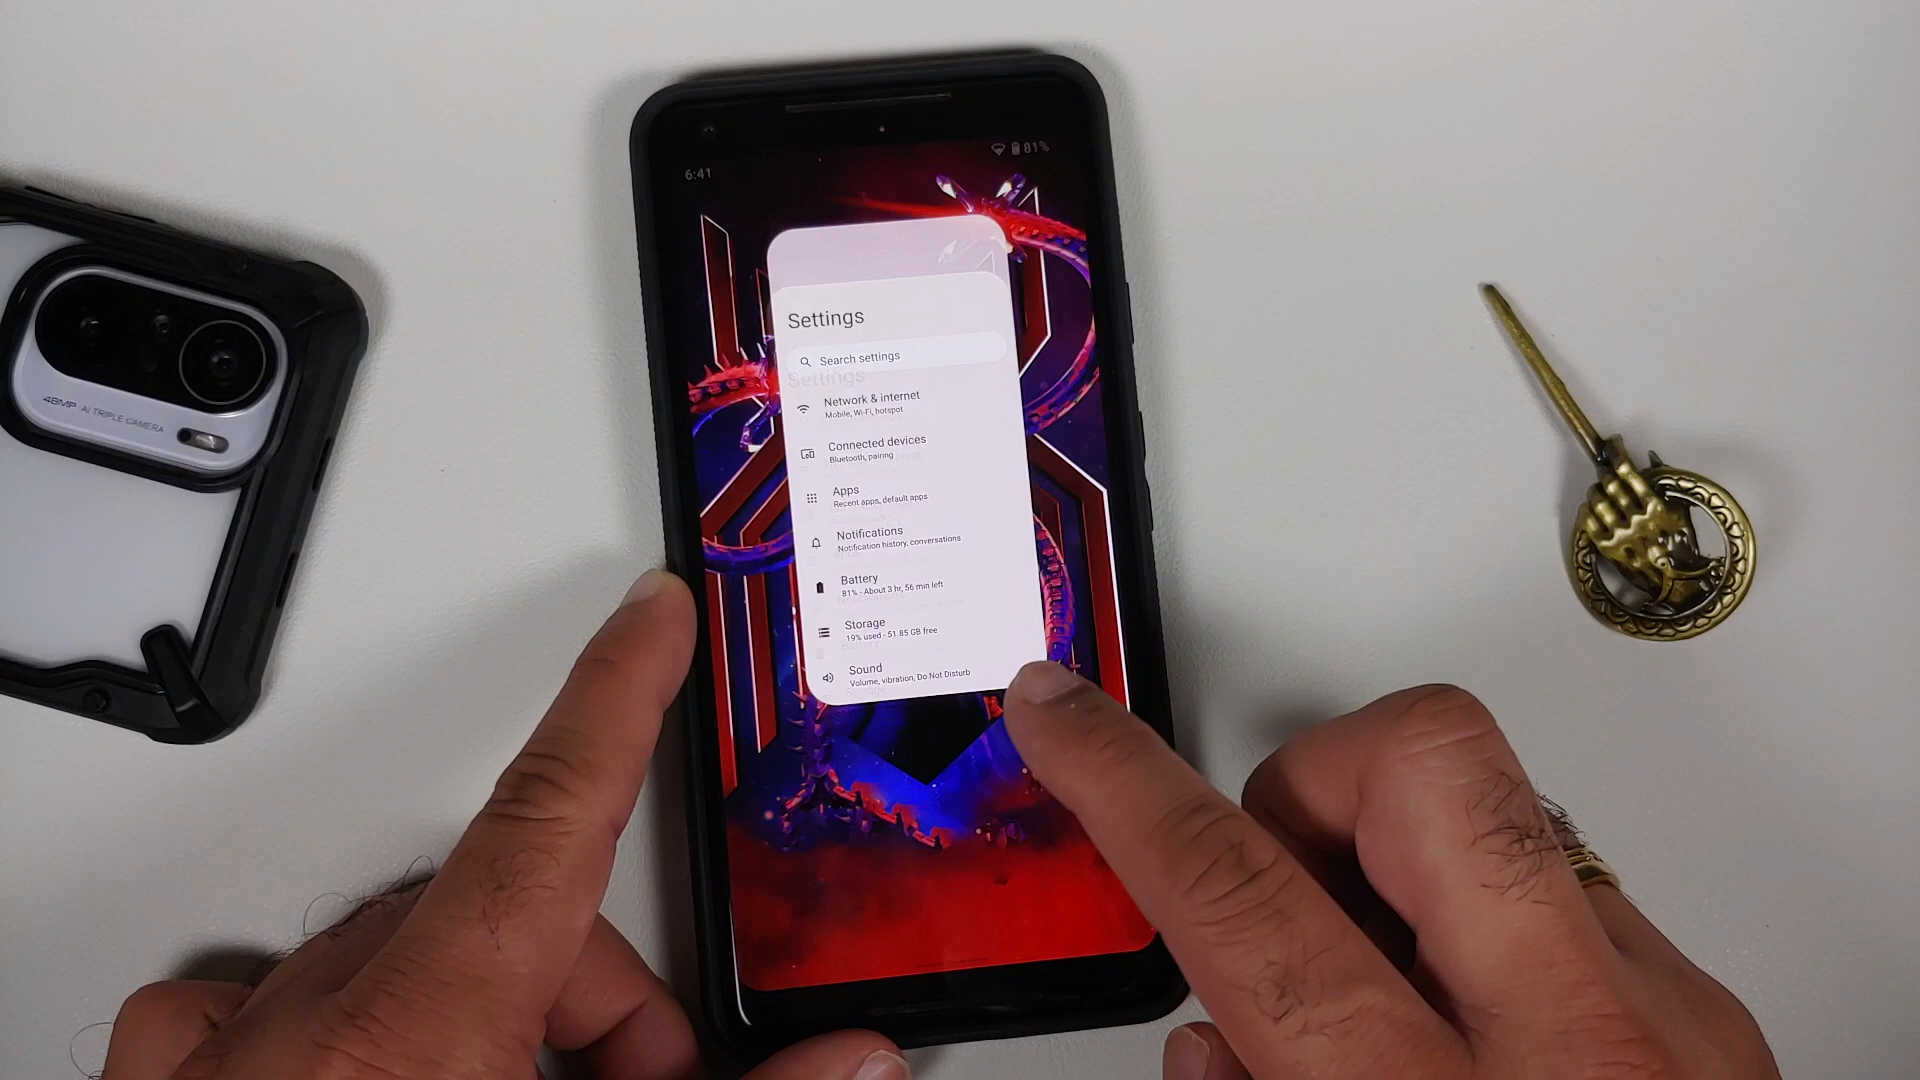 6:41
81%
Settings
Search settings
Settings
Network & internet
Mobile, Wi-Fi, hotspot
Connected devices
Bluetooth, pairing
Apps
Recent apps, default apps
Notifications
Notification history, conversations
Battery
81% - About 3 hr, 56 min left
Storage
19% used - 51.85 GB free
Sound
Volume, vibration, Do Not Disturb
48MP AI TRIPLE CAMERA